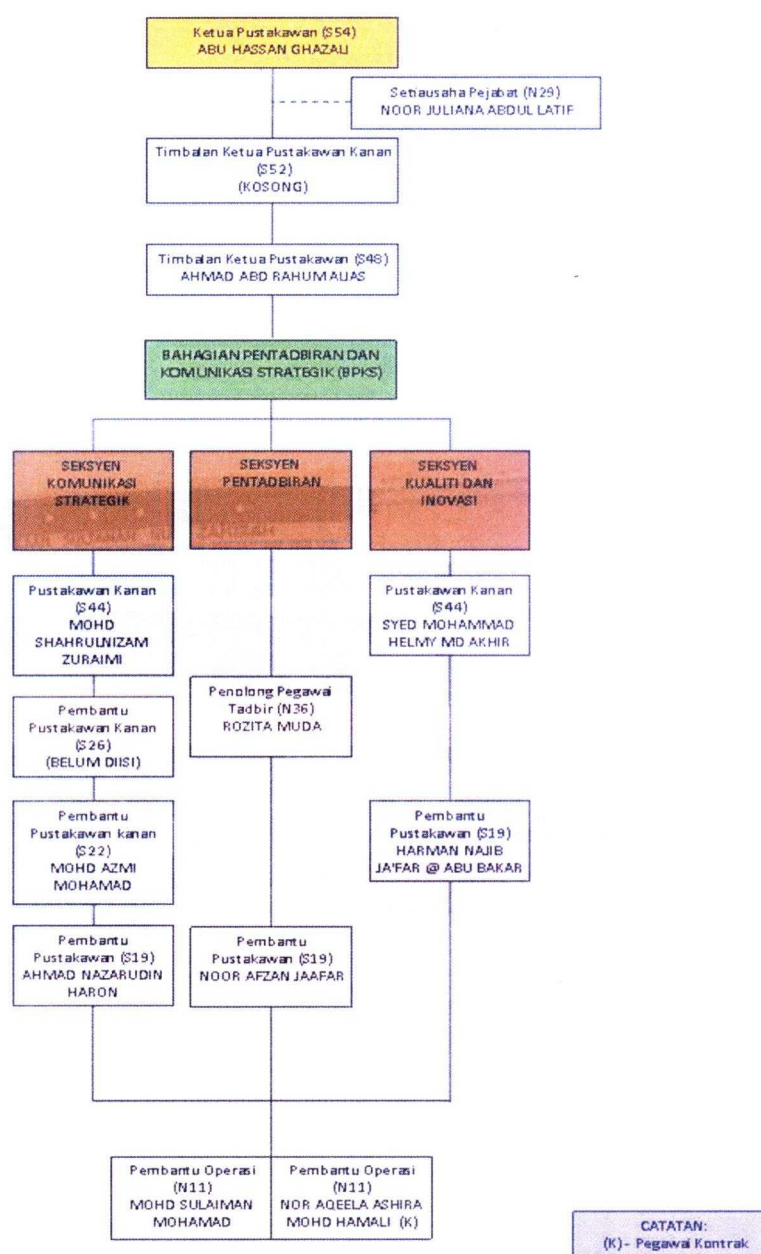 Ketua Pustakawan (S54)
ABU HASSAN GHAZALI
Setiausaha Pejabat (N29)
NOOR JULIANA ABDUL LATIF
Timbalan Ketua Pustakawan Kanan
(S52)
(KOSONG)
Timbalan Ketua Pustakawan (S48)
AHMAD ABD RAHUM ALIAS
BAHAGIAN PENTADBIRAN DAN
KOMUNIKASI STRATEGIK (BPKS)
SEKSYEN
KOMUNIKASI
STRATEGIK
Pustakawan Kanan
(S44)
MOHD
SHAHRULNIZAM
ZURAIMI
Pembantu
Pustakawan Kanan
(S26)
(BELUM DIISI)
Pembantu
Pustakawan kanan
(S22)
MOHD AZMI
MOHAMAD
Pembantu
Pustakawan (S19)
AHMAD NAZARUDIN
HARON
SEKSYEN
PENTADBIRAN
Penolong Pegawai
Tadbir (N36)
ROZITA MUDA
Pembantu
Pustakawan (S19)
NOOR AFZAN JAAFAR
SEKSYEN
KUALITI DAN
INOVASI
Pustakawan Kanan
(S44)
SYED MOHAMMAD
HELMY MD AKHIR
Pembantu
Pustakawan (S19)
HARMAN NAJIB
JA'FAR @ ABU BAKAR
Pembantu Operasi
(N11)
MOHD SULAIMAN
MOHAMAD
Pembantu Operasi
(N11)
NOR AQEELA ASHIRA
MOHD HAMALI (K)
CATATAN:
(K)- Pegawai Kontrak